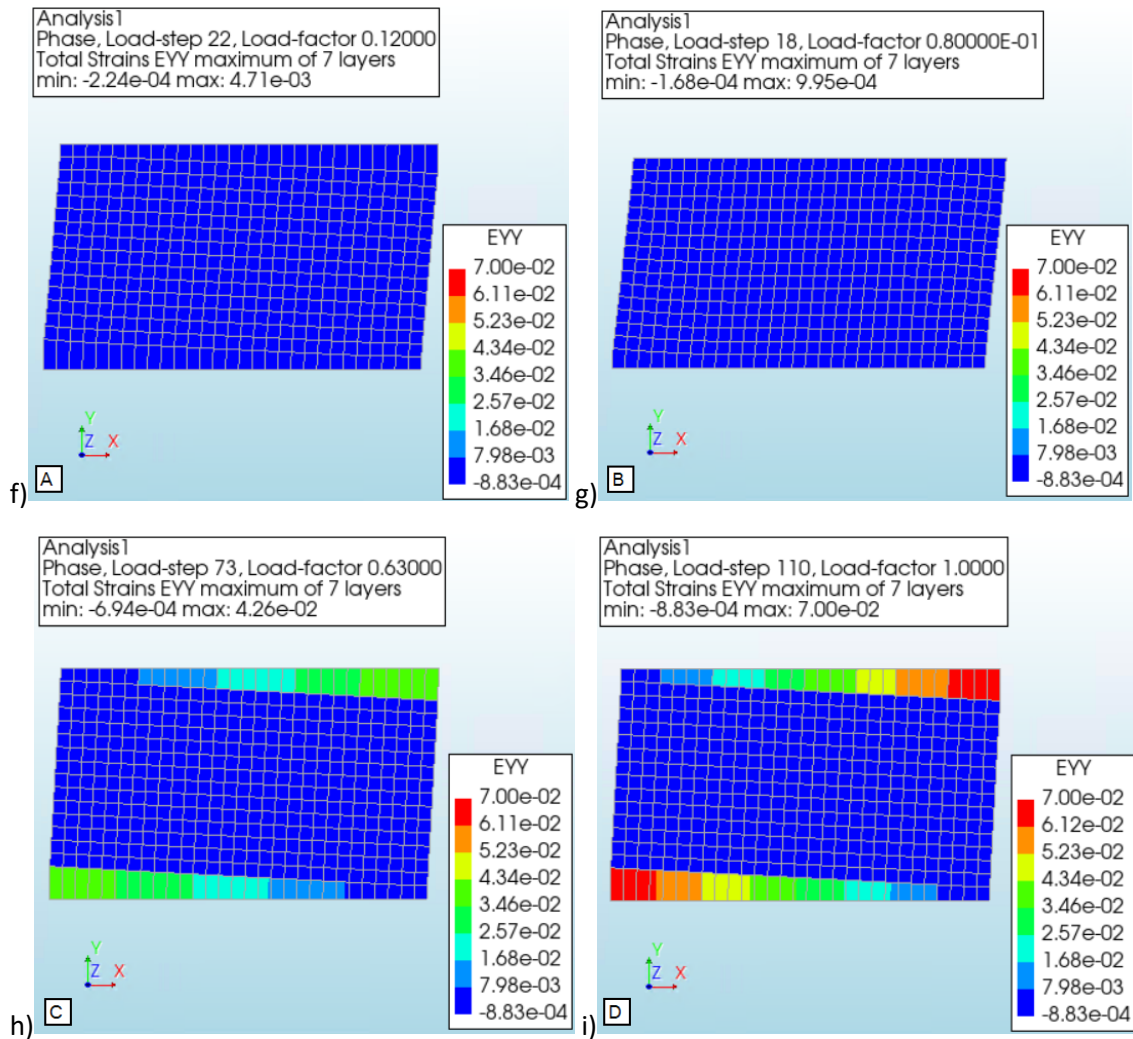 Analysis1
Phase, Load-step 22, Load-factor 0.12000
Total Strains EYY maximum of 7 layers
min: -2.24e-04 max: 4.71e-03
EYY
7.00e-02
6.11e-02
5.23e-02
4.34e-02
3.46e-02
2.57e-02
1.68e-02
7.98e-03
-8.83e-04
Y
Z X
f) A
Analysis1
Phase, Load-step 18, Load-factor 0.80000E-01
Total Strains EYY maximum of 7 layers
min: -1.68e-04 max: 9.95e-04
EYY
7.00e-02
6.11e-02
5.23e-02
4.34e-02
3.46e-02
2.57e-02
1.68e-02
7.98e-03
-8.83e-04
Y
Z X
g) B
Analysis1
Phase, Load-step 73, Load-factor 0.63000
Total Strains EYY maximum of 7 layers
min: -6.94e-04 max: 4.26e-02
EYY
7.00e-02
6.11e-02
5.23e-02
4.34e-02
3.46e-02
2.57e-02
1.68e-02
7.98e-03
-8.83e-04
Y
Z X
h) C
Analysis1
Phase, Load-step 110, Load-factor 1.0000
Total Strains EYY maximum of 7 layers
min: -8.83e-04 max: 7.00e-02
EYY
7.00e-02
6.12e-02
5.23e-02
4.34e-02
3.46e-02
2.57e-02
1.68e-02
7.98e-03
-8.83e-04
Y
Z X
i) D